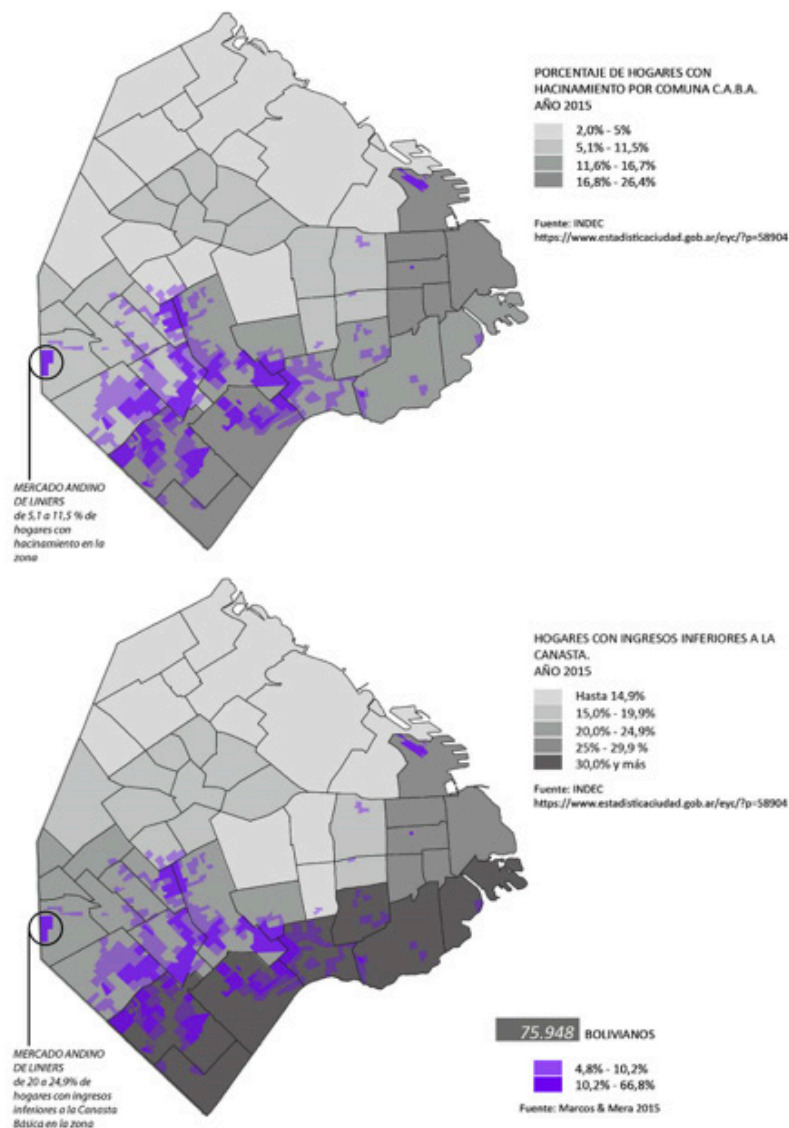 PORCENTAJE DE HOGARES CON
HACINAMIENTO POR COMUNA C.A.B.A.
AÑO 2015
2,0% - 5%
5,1% - 11,5%
11,6% - 16,7%
16,8% - 26,4%
Fuente: INDEC
https://www.estadisticaciudad.gob.ar/eyc/?p=58904
MERCADO ANDINO
DE LINIERS
de 5,1 a 11,5 % de
hogares con
hacinamiento en la
zona
HOGARES CON INGRESOS INFERIORES A LA
CANASTA.
AÑO 2015
Hasta 14,9%
15,0% - 19,9%
20,0% - 24,9%
25% - 29,9 %
30,0% y más
Fuente: INDEC
https://www.estadisticaciudad.gob.ar/eyc/?p=58904
MERCADO ANDINO
DE LINIERS
de 20 a 24,9% de
hogares con ingresos
inferiores a la Canasta
Básica en la zona
75.948 BOLIVIANOS
4,8% - 10,2%
10,2% - 66,8%
Fuente: Marcos & Mera 2015